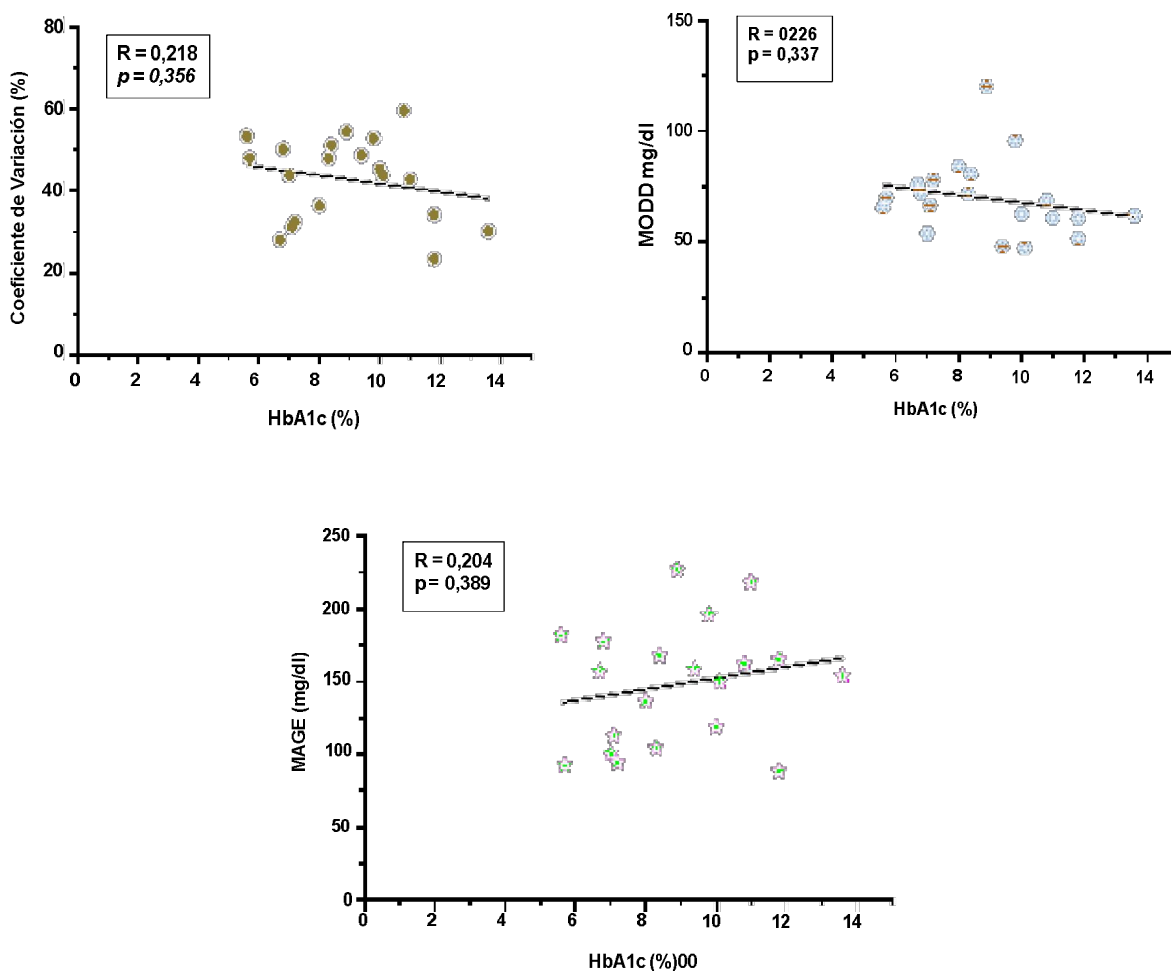 80
60
40
20
0
Coeficiente de Variación (%)
R = 0,218
p = 0,356
0 2 4 6 8 10 12 14
HbA1c (%)
150
100
50
0
MODD mg/dl
R = 0226
p = 0,337
0 2 4 6 8 10 12 14
HbA1c (%)
250
200
150
100
50
0
MAGE (mg/dl)
R = 0,204
p = 0,389
0 2 4 6 8 10 12 14
HbA1c (%)00